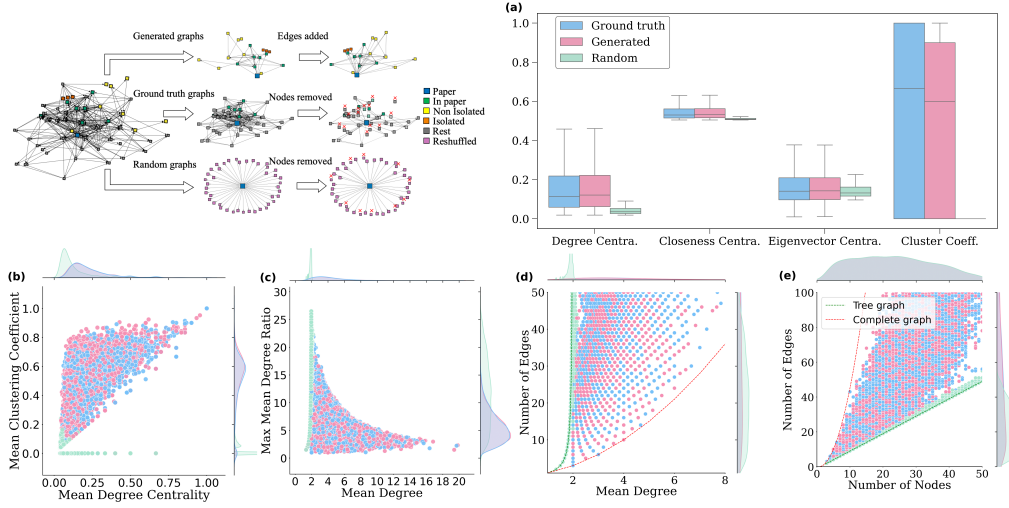 Generated graphs
Edges added
Ground truth graphs
Nodes removed
Random graphs
Nodes removed
Paper
In paper
Non Isolated
Isolated
Rest
Reshuffled
(a)
Ground truth
Generated
Random
1.0
0.8
0.6
0.4
0.2
0.0
Degree Centra.
Closeness Centra.
Eigenvector Centra.
Cluster Coeff.
(b)
Mean Clustering Coefficient
1.0
0.8
0.6
0.4
0.2
0.0
0.00 0.25 0.50 0.75 1.00
Mean Degree Centrality
(c)
Max Mean Degree Ratio
30
25
20
15
10
5
0
0 2 4 6 8 10 12 14 16 18 20
Mean Degree
(d)
Number of Edges
50
40
30
20
10
2 4 6 8
Mean Degree
(e)
Tree graph
Complete graph
Number of Edges
100
80
60
40
20
0
0 10 20 30 40 50
Number of Nodes